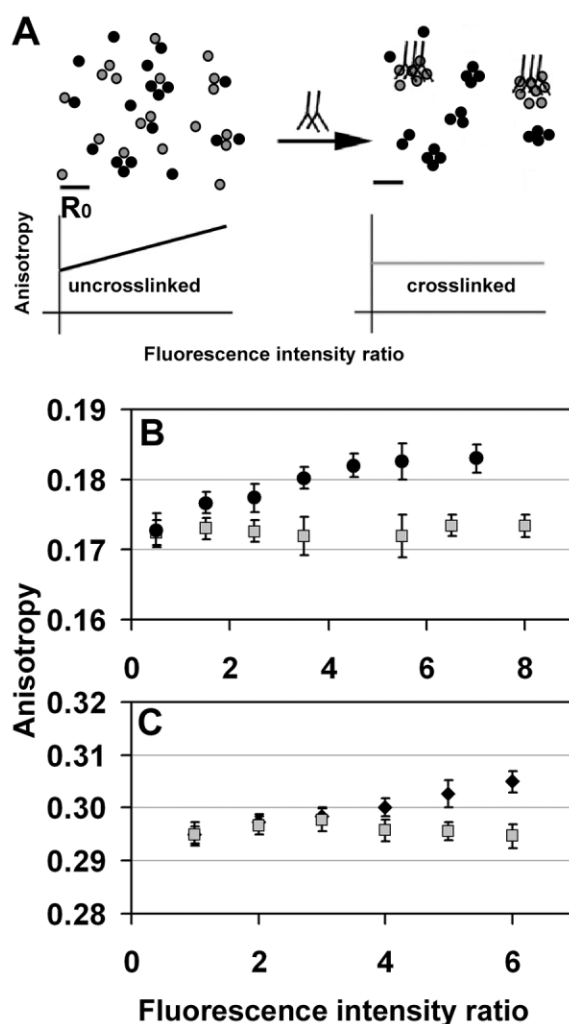 A
R0
Anisotropy
uncrosslinked
crosslinked
Fluorescence intensity ratio
B
0.19
0.18
0.17
0.16
0 2 4 6 8
Anisotropy
C
0.32
0.31
0.30
0.29
0.28
0 2 4 6
Fluorescence intensity ratio